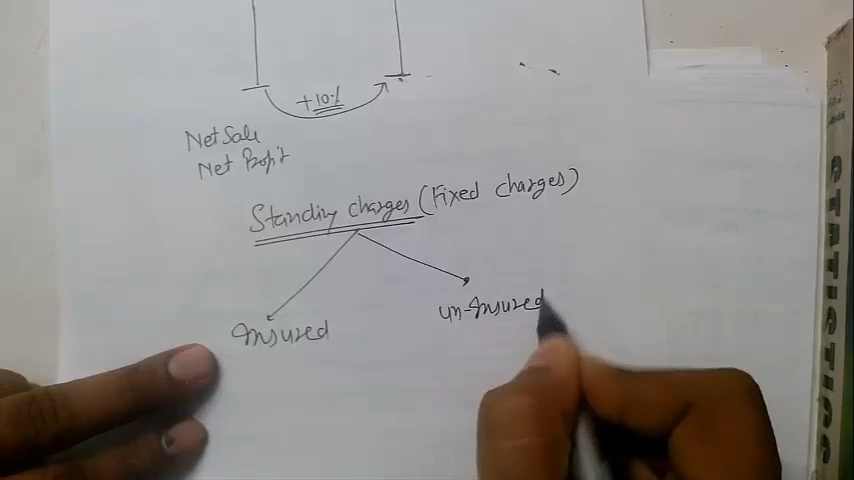 +10%
Net Sale
Net Profit
Standing charges (Fixed charges)
Insured
un-Insured